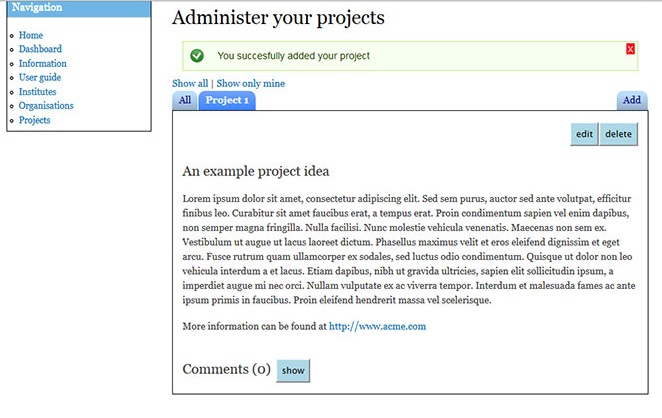 Navigation
Home
Dashboard
Information
User guide
Institutes
Organisations
Projects
Administer your projects
You succesfully added your project
X
Show all | Show only mine
All
Project 1
Add
edit
delete
An example project idea
Lorem ipsum dolor sit amet, consectetur adipiscing elit. Sed sem purus, auctor sed ante volutpat, efficitur
finibus leo. Curabitur sit amet faucibus erat, a tempus erat. Proin condimentum sapien vel enim dapibus,
non semper magna fringilla. Nulla facilisi. Nunc molestie vehicula venenatis. Maecenas non sem ex.
Vestibulum ut augue ut lacus laoreet dictum. Phasellus maximus velit et eros eleifend dignissim et eget
arcu. Fusce rutrum quam ullamcorper ex sodales, sed luctus odio condimentum. Quisque ut dolor non leo
vehicula interdum a et lacus. Etiam dapibus, nibh ut gravida ultricies, sapien elit sollicitudin ipsum, a
imperdiet augue mi nec orci. Nullam vulputate ex ac viverra tempor. Interdum et malesuada fames ac ante
ipsum primis in faucibus. Proin eleifend hendrerit massa vel scelerisque.
More information can be found at http://www.acme.com
Comments (0)
show